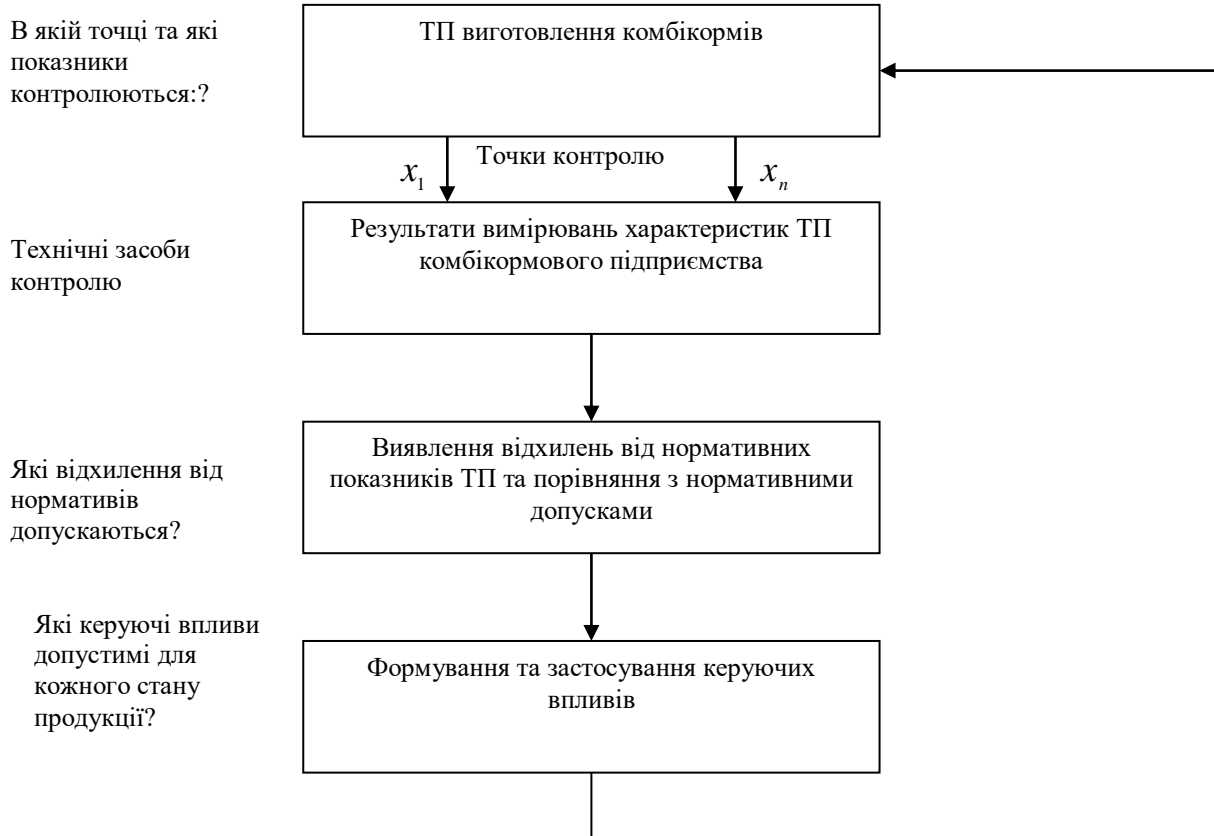 В якій точці та які
показники
контролюються:?
ТП виготовлення комбікормів
Точки контролю
x₁
xₙ
Технічні засоби
контролю
Результати вимірювань характеристик ТП
комбікормового підприємства
Які відхилення від
нормативів
допускаються?
Виявлення відхилень від нормативних
показників ТП та порівняння з нормативними
допусками
Які керуючі впливи
допустимі для
кожного стану
продукції?
Формування та застосування керуючих
впливів